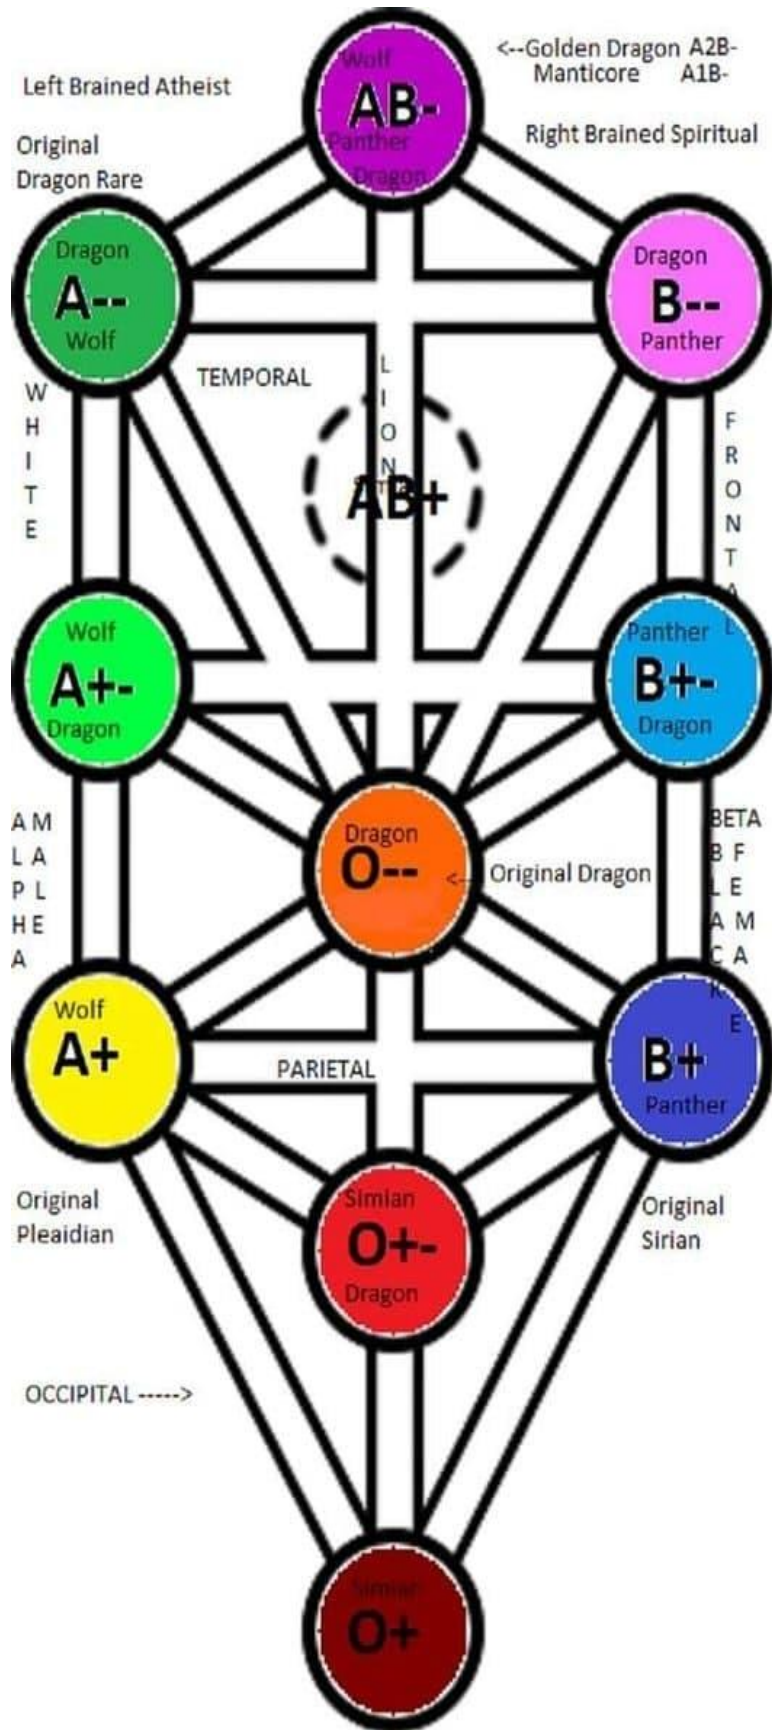 Wolf
AB-
Panther
Dragon
<--Golden Dragon A2B-
Manticore A1B-
Left Brained Atheist
Right Brained Spiritual
Original
Dragon Rare
Dragon
A--
Wolf
Dragon
B--
Panther
TEMPORAL
W
H
I
T
E
L
I
O
N
AB+
F
R
O
N
T
A
L
Wolf
A+-
Dragon
Panther
B+-
Dragon
Dragon
O--
<-- Original Dragon
A M
L A
P L
H E
A
BETA
B F
L E
A M
C A
K L
E
Wolf
A+
PARIETAL
B+
Panther
Original
Pleaidian
Simian
O+-
Dragon
Original
Sirian
OCCIPITAL ----->
Simian
O+